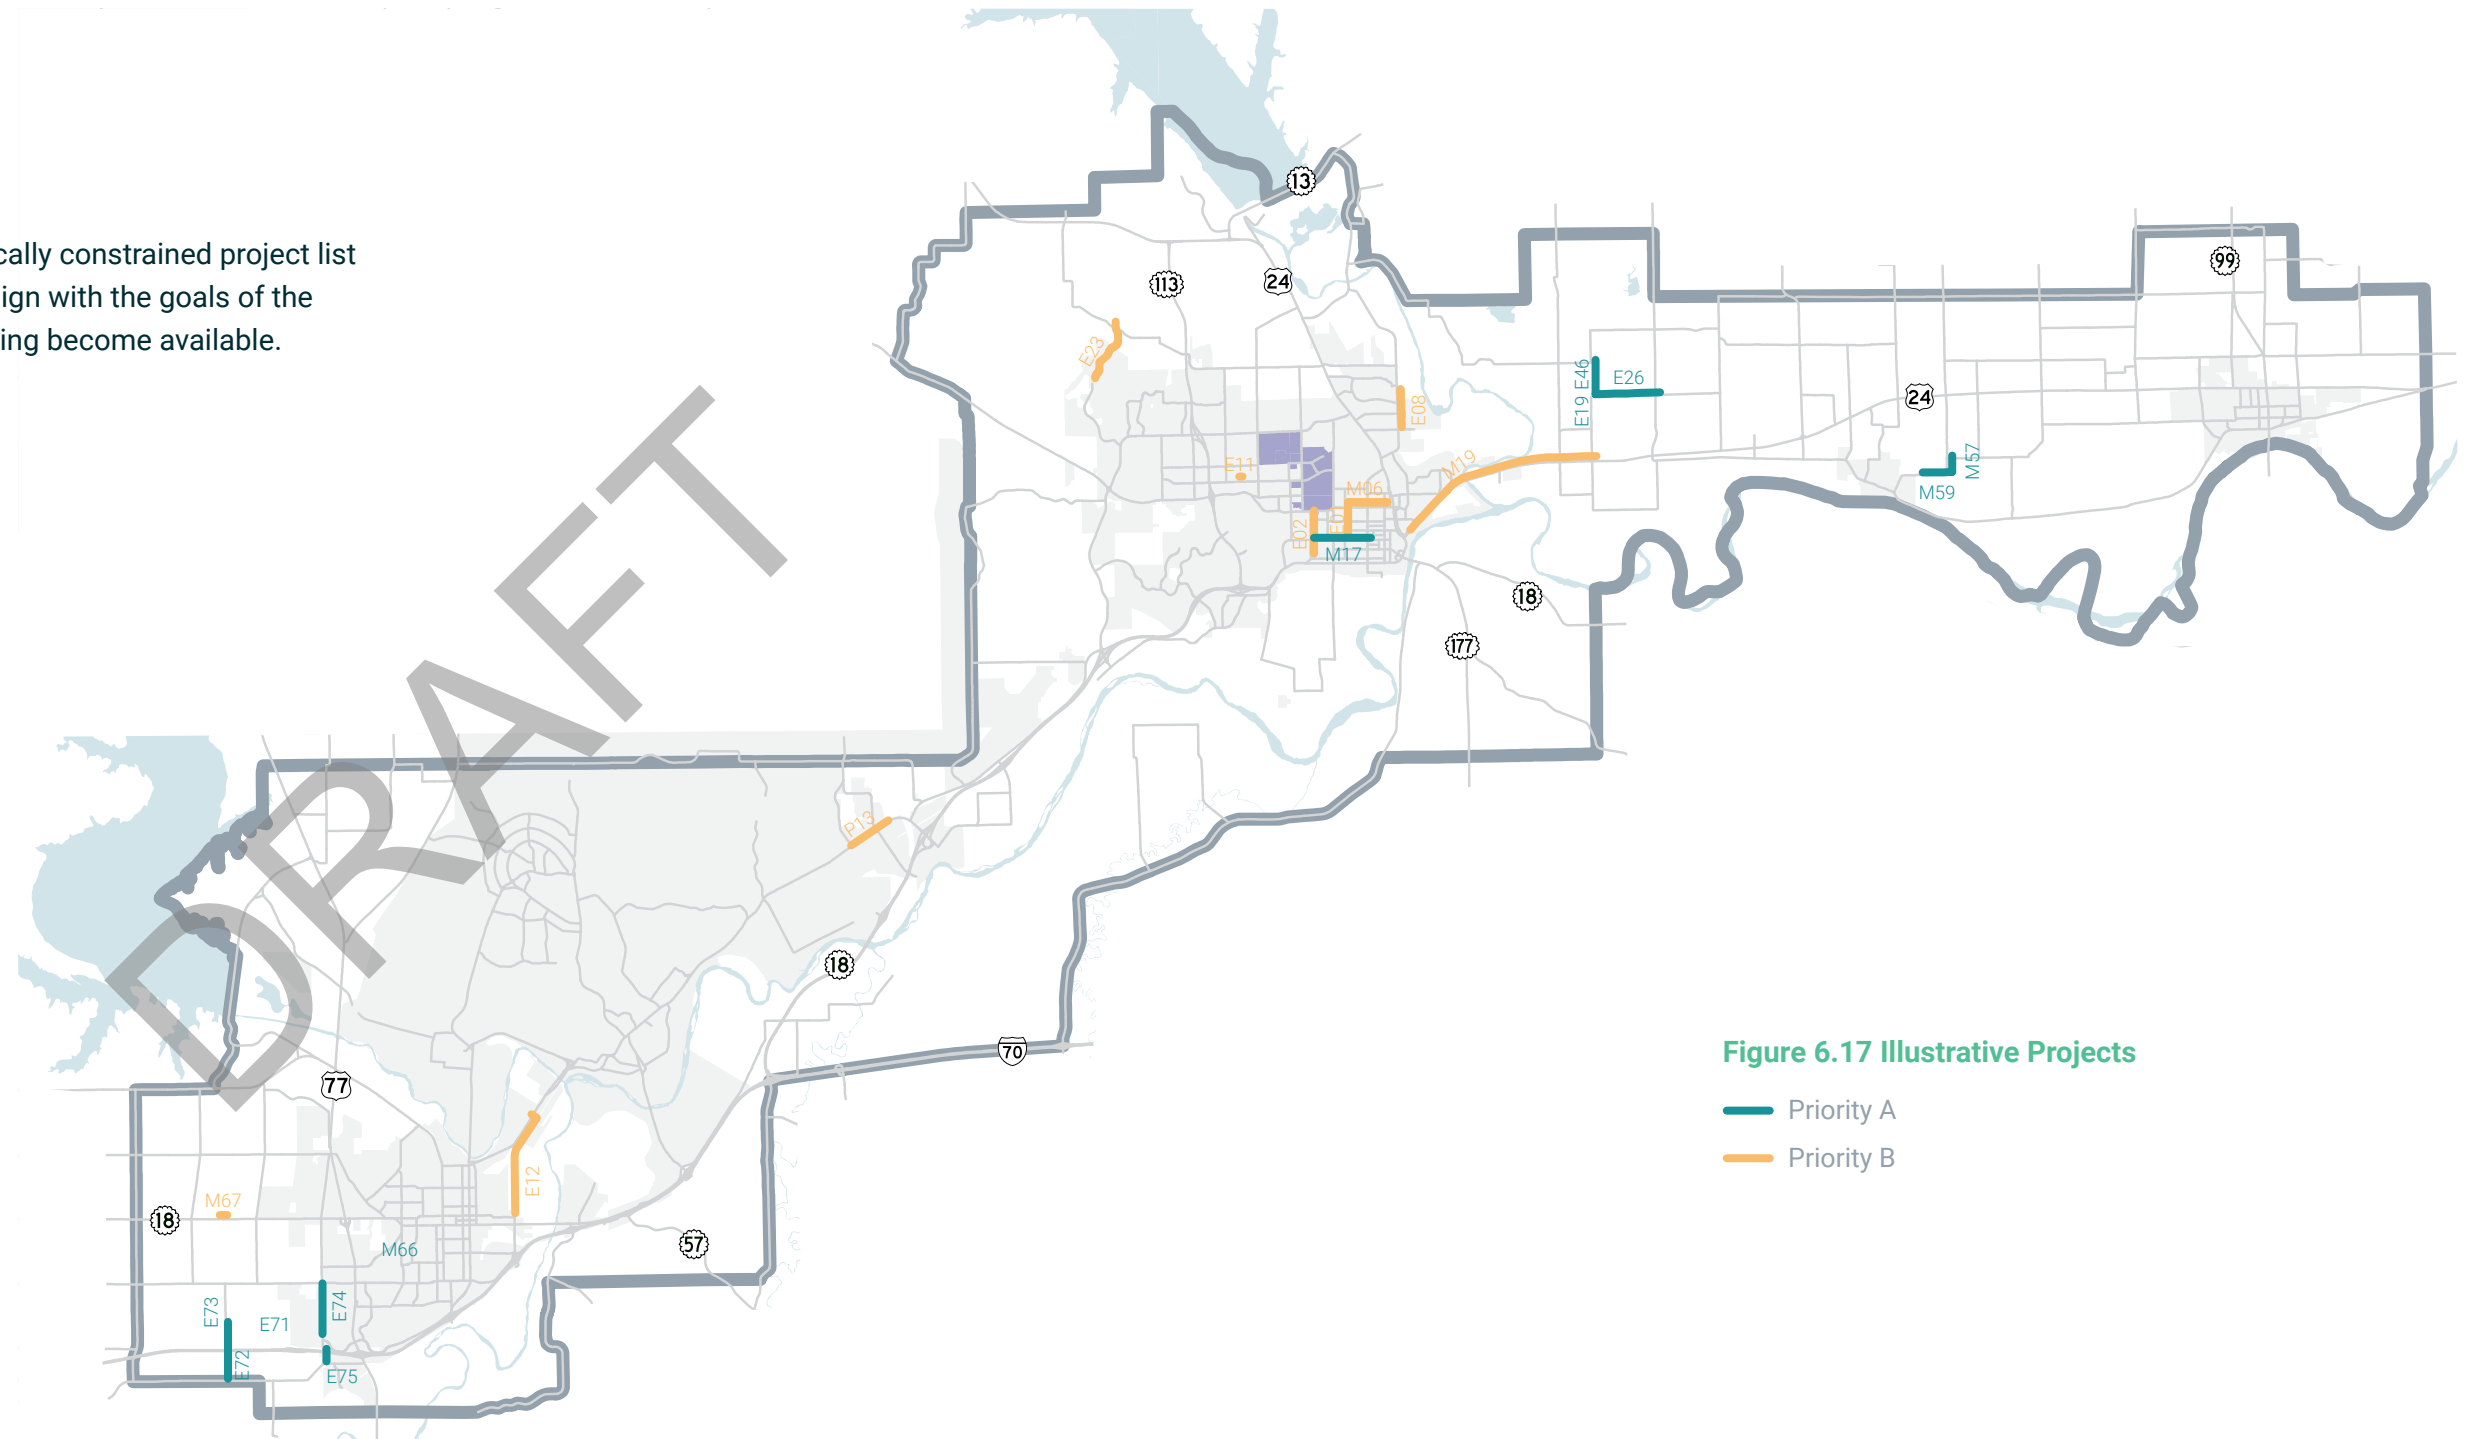 cally constrained project list
ign with the goals of the
ing become available.
DRAFT
13
113
24
99
E23
E08
E19 E46
E26
24
E11
M19
M57
M59
M06
E01
E02
M17
18
177
P13
18
70
77
E12
M67
18
M66
57
E73
E71
E74
E72
E75
Figure 6.17 Illustrative Projects
Priority A
Priority B